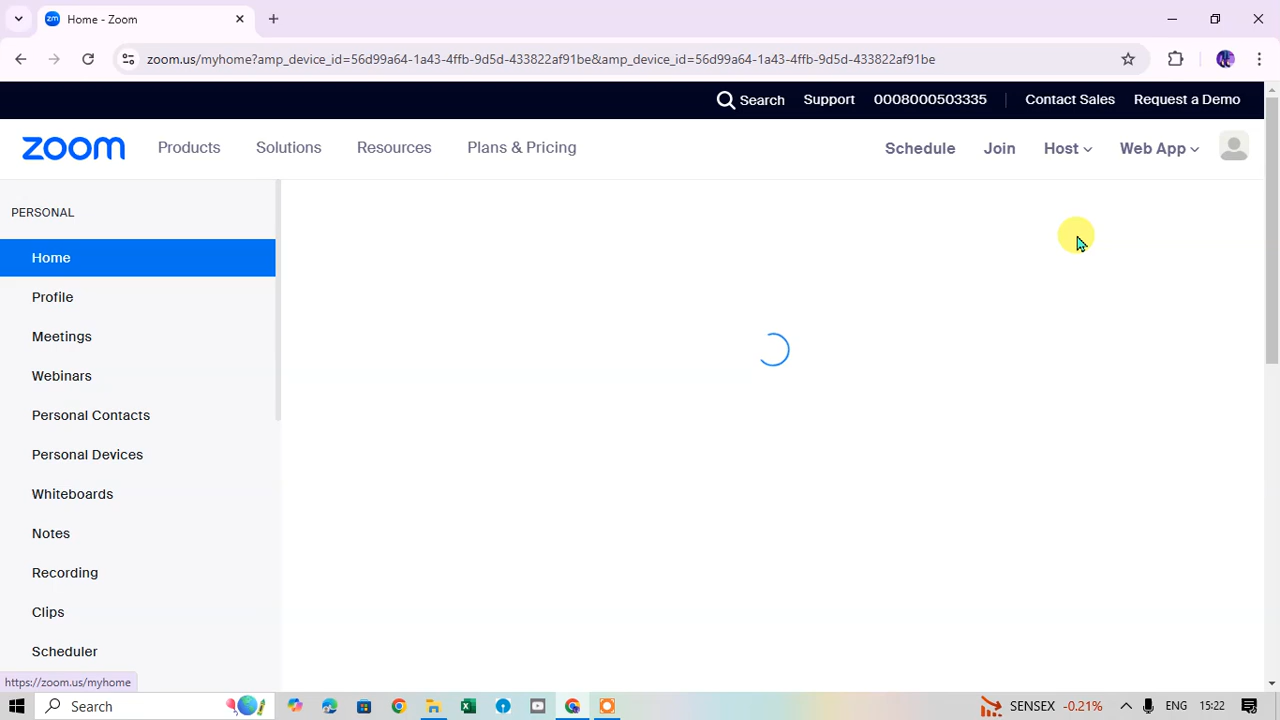 Home - Zoom
zoom.us/myhome?amp_device_id=56d99a64-1a43-4ffb-9d5d-433822af91be&amp_device_id=56d99a64-1a43-4ffb-9d5d-433822af91be
Search Support 0008000503335 Contact Sales Request a Demo
zoom Products Solutions Resources Plans & Pricing Schedule Join Host Web App
PERSONAL
Home
Profile
Meetings
Webinars
Personal Contacts
Personal Devices
Whiteboards
Notes
Recording
Clips
Scheduler
https://zoom.us/myhome
Search SENSEX -0.21% ENG 15:22